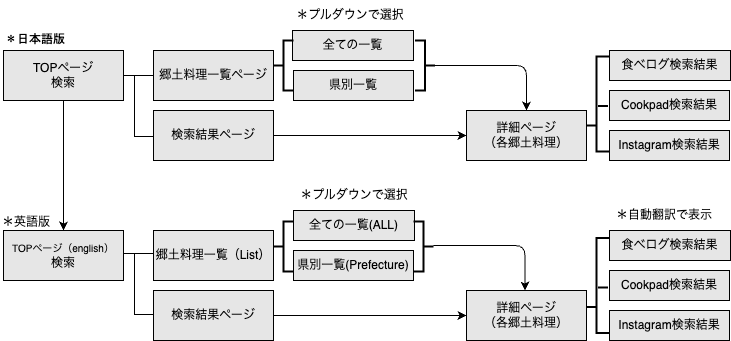 ＊プルダウンで選択
＊日本語版
TOPページ
検索
郷土料理一覧ページ
全ての一覧
県別一覧
検索結果ページ
詳細ページ
（各郷土料理）
食べログ検索結果
Cookpad検索結果
Instagram検索結果
＊プルダウンで選択
＊英語版
＊自動翻訳で表示
TOPページ（english）
検索
郷土料理一覧（List）
全ての一覧(ALL)
県別一覧(Prefecture)
検索結果ページ
詳細ページ
（各郷土料理）
食べログ検索結果
Cookpad検索結果
Instagram検索結果